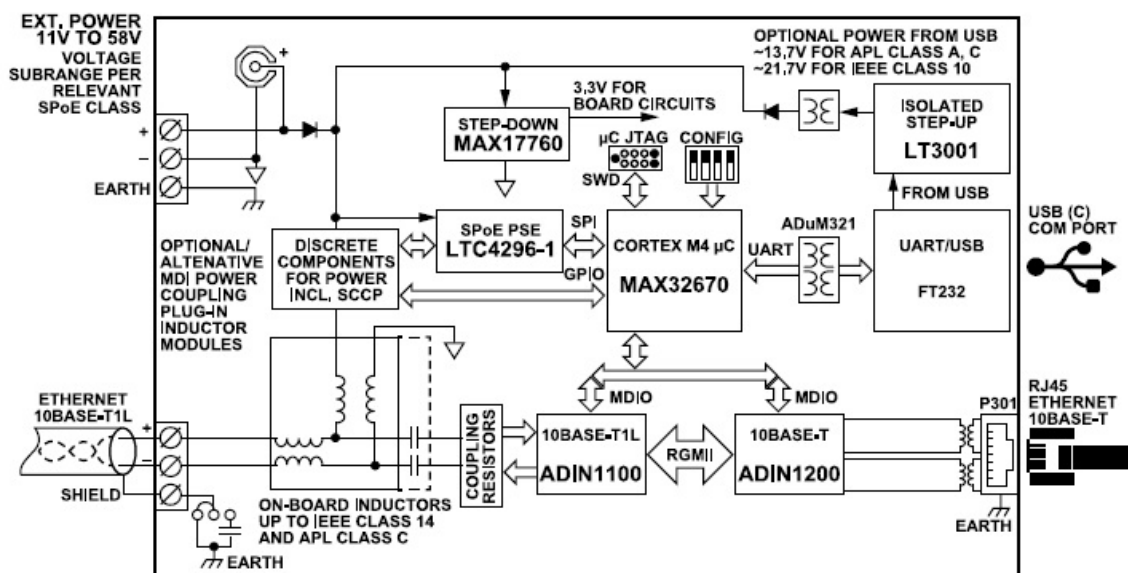 EXT. POWER
11V TO 58V
VOLTAGE
SUBRANGE PER
RELEVANT
SPoE CLASS
+
+
−
EARTH
STEP-DOWN
MAX17760
3,3V FOR
BOARD CIRCUITS
OPTIONAL POWER FROM USB
~13,7V FOR APL CLASS A, C
~21,7V FOR IEEE CLASS 10
ISOLATED
STEP-UP
LT3001
FROM USB
µC JTAG
SWD
CONFIG
OPTIONAL/
ALTENATIVE
MDI POWER
COUPLING
PLUG-IN
INDUCTOR
MODULES
DISCRETE
COMPONENTS
FOR POWER
INCL, SCCP
SPoE PSE
LTC4296-1
SPI
GPIO
CORTEX M4 µC
MAX32670
UART
ADuM321
UART/USB
FT232
USB (C)
COM PORT
ETHERNET
10BASE-T1L
+
−
SHIELD
EARTH
ON-BOARD INDUCTORS
UP TO IEEE CLASS 14
AND APL CLASS C
COUPLING
RESISTORS
MDIO
MDIO
10BASE-T1L
ADIN1100
RGMII
10BASE-T
ADIN1200
P301
EARTH
RJ45
ETHERNET
10BASE-T